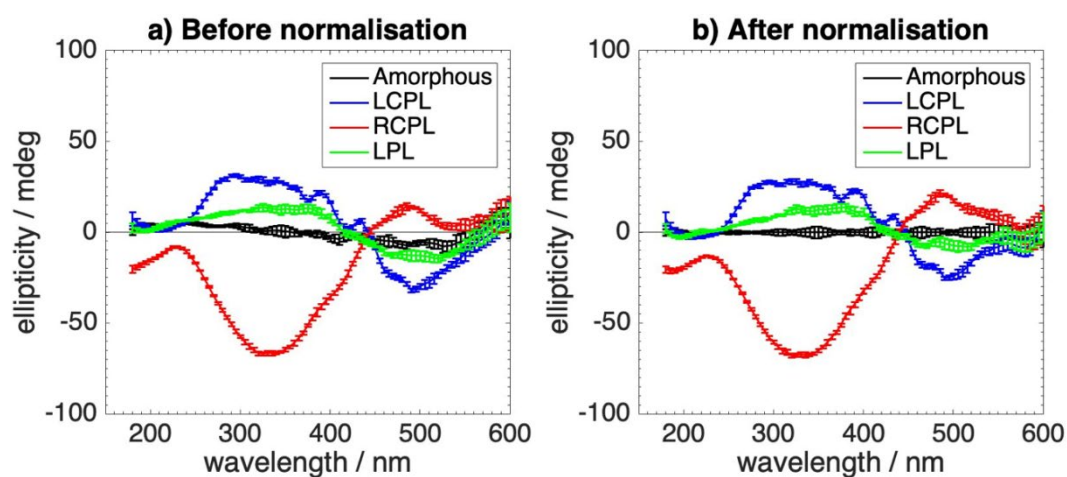 a) Before normalisation
100
50
0
-50
-100
ellipticity / mdeg
Amorphous
LCPL
RCPL
LPL
200 300 400 500 600
wavelength / nm
b) After normalisation
100
50
0
-50
-100
ellipticity / mdeg
Amorphous
LCPL
RCPL
LPL
200 300 400 500 600
wavelength / nm